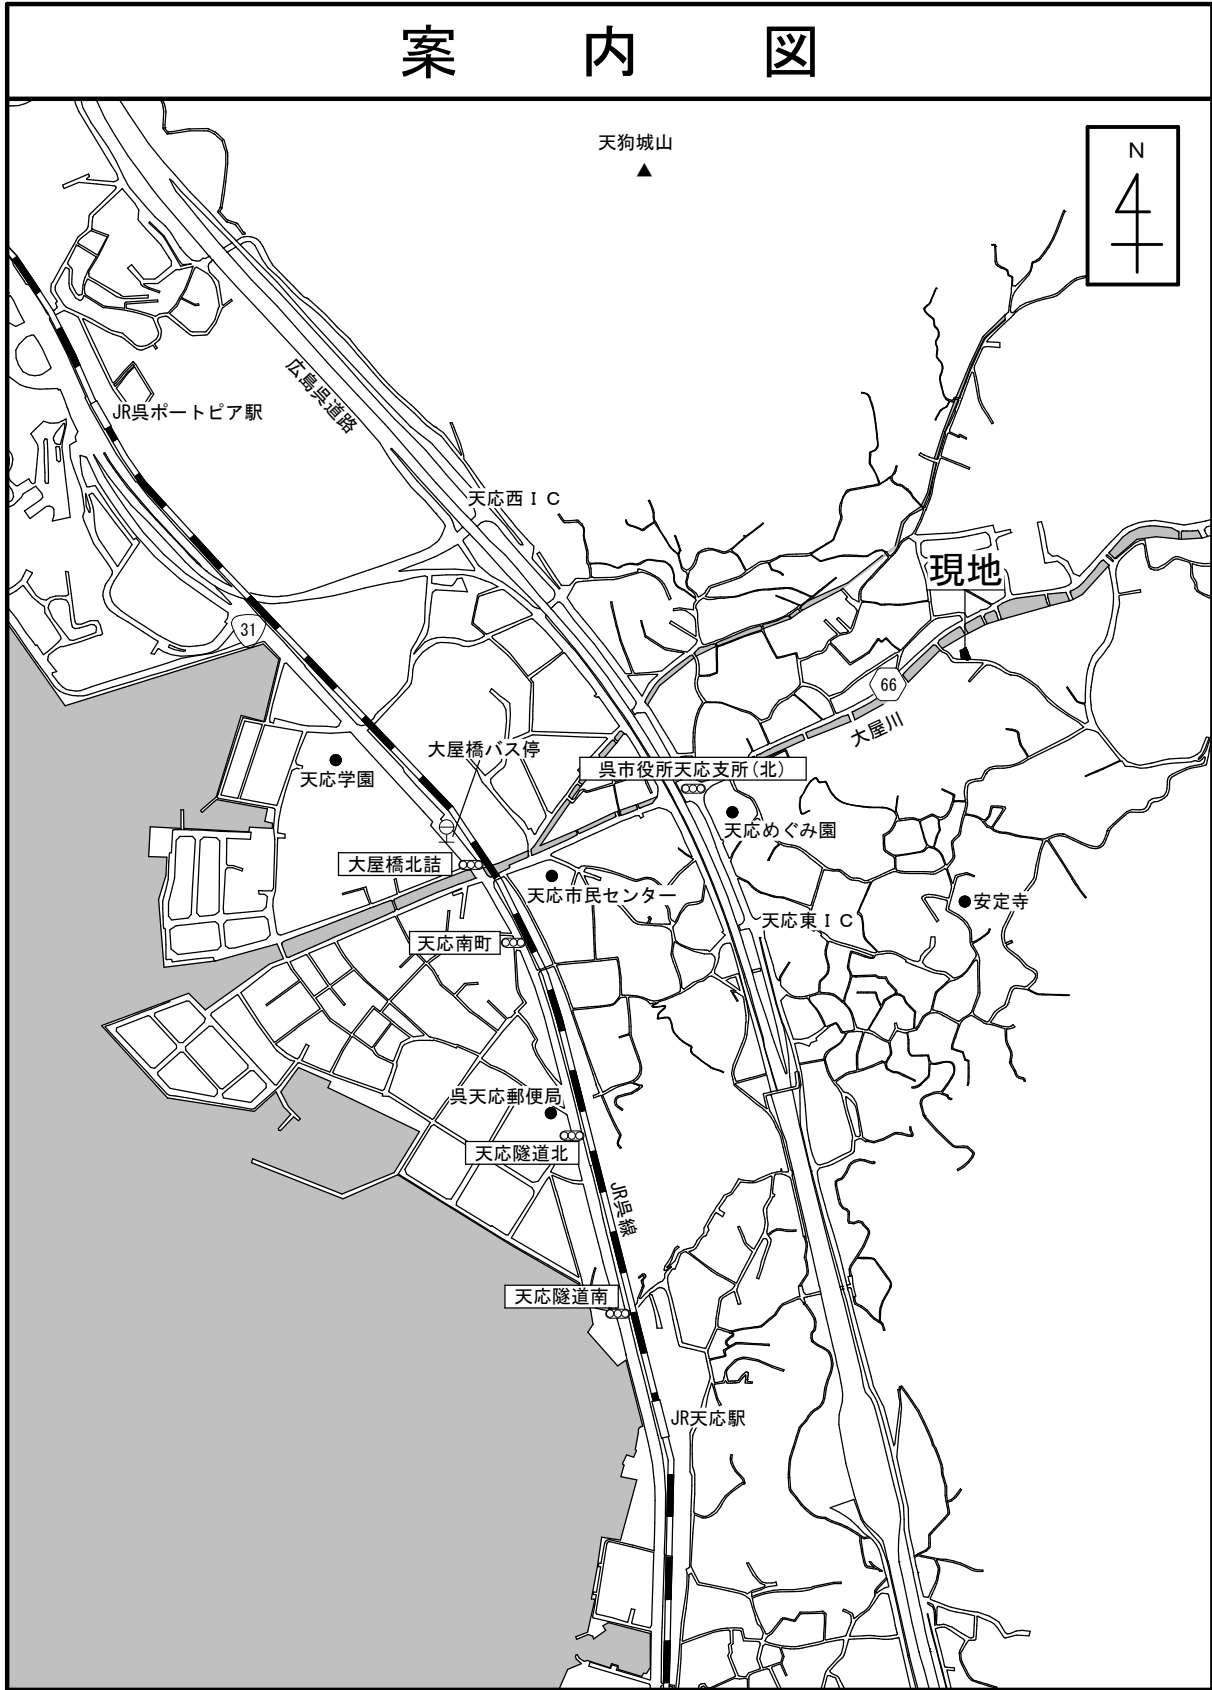 案内図
天狗城山
N
広島呉道路
JR呉ポートピア駅
天応西IC
現地
31
66
大屋川
大屋橋バス停
呉市役所天応支所(北)
天応学園
天応めぐみ園
大屋橋北詰
天応市民センター
安定寺
天応東IC
天応南町
呉天応郵便局
天応隧道北
JR呉線
天応隧道南
JR天応駅